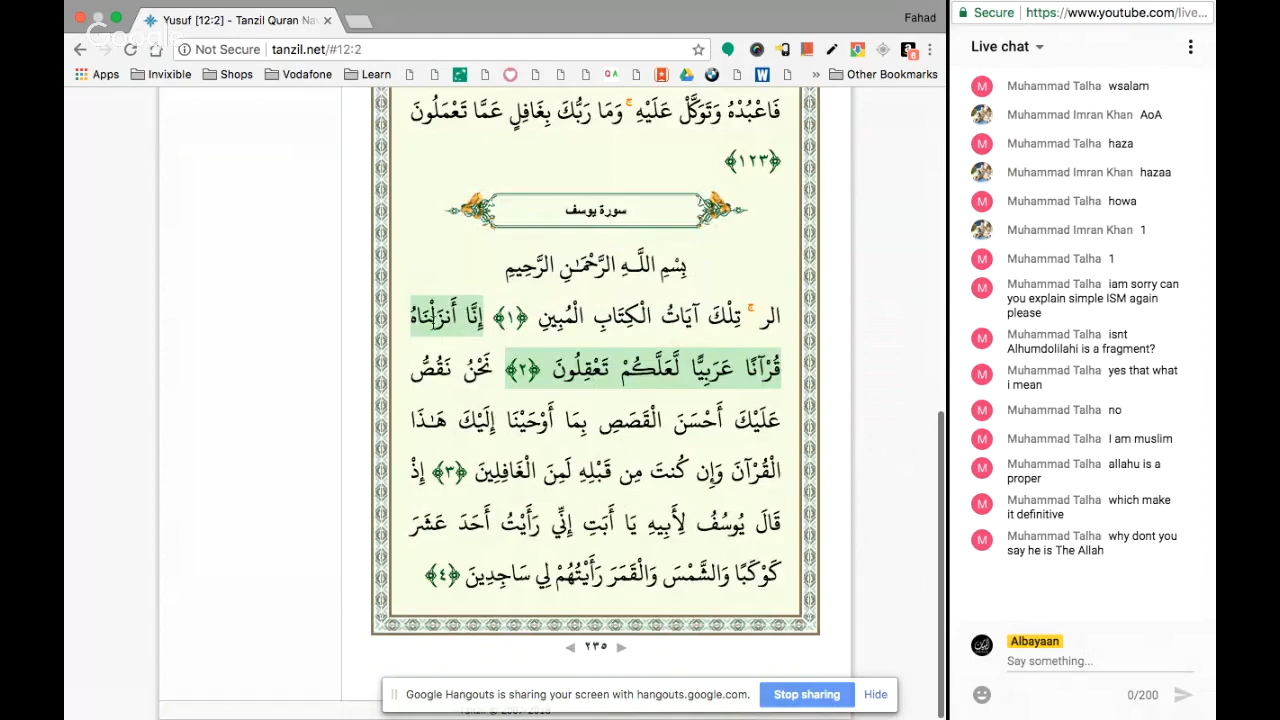 Yusuf [12:2] - Tanzil Quran Na
Fahad
Google
Not Secure | tanzil.net/#12:2
Apps Invixible Shops Vodafone Learn » Other Bookmarks
فَاعْبُدْهُ وَتَوَكَّلْ عَلَيْهِ ۚ وَمَا رَبُّكَ بِغَافِلٍ عَمَّا تَعْمَلُونَ
﴿١٢٣﴾
سورة يوسف
بِسْمِ اللَّـهِ الرَّحْمَـٰنِ الرَّحِيمِ
الر ۚ تِلْكَ آيَاتُ الْكِتَابِ الْمُبِينِ ﴿١﴾ إِنَّا أَنزَلْنَاهُ
قُرْآنًا عَرَبِيًّا لَّعَلَّكُمْ تَعْقِلُونَ ﴿٢﴾ نَحْنُ نَقُصُّ
عَلَيْكَ أَحْسَنَ الْقَصَصِ بِمَا أَوْحَيْنَا إِلَيْكَ هَـٰذَا
الْقُرْآنَ وَإِن كُنتَ مِن قَبْلِهِ لَمِنَ الْغَافِلِينَ ﴿٣﴾ إِذْ
قَالَ يُوسُفُ لِأَبِيهِ يَا أَبَتِ إِنِّي رَأَيْتُ أَحَدَ عَشَرَ
كَوْكَبًا وَالشَّمْسَ وَالْقَمَرَ رَأَيْتُهُمْ لِي سَاجِدِينَ ﴿٤﴾
٢٣٥
Google Hangouts is sharing your screen with hangouts.google.com. Stop sharing Hide
Secure | https://www.youtube.com/live...
Live chat
Muhammad Talha wsalam
Muhammad Imran Khan AoA
Muhammad Talha haza
Muhammad Imran Khan hazaa
Muhammad Talha howa
Muhammad Imran Khan 1
Muhammad Talha 1
Muhammad Talha iam sorry can
you explain simple ISM again
please
Muhammad Talha isnt
Alhumdolilahi is a fragment?
Muhammad Talha yes that what
i mean
Muhammad Talha no
Muhammad Talha I am muslim
Muhammad Talha allahu is a
proper
Muhammad Talha which make
it definitive
Muhammad Talha why dont you
say he is The Allah
Albayaan
Say something...
0/200